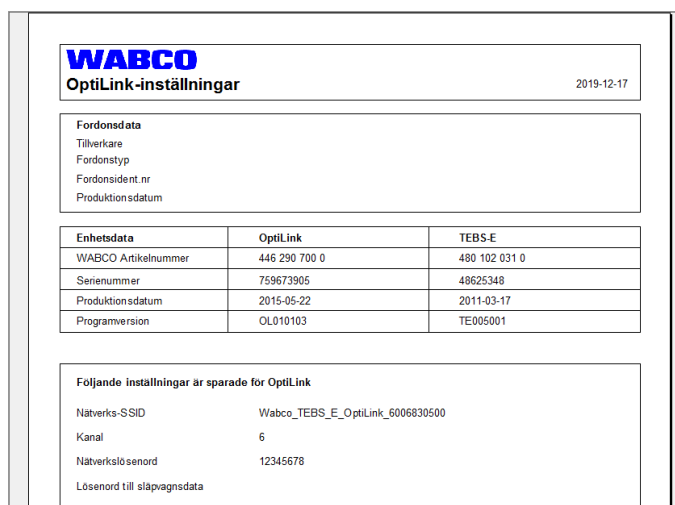 WABCO
OptiLink-inställningar 2019-12-17
Fordonsdata
Tillverkare
Fordonstyp
Fordonsident.nr
Produktionsdatum
Enhetsdata OptiLink TEBS-E
WABCO Artikelnummer 446 290 700 0 480 102 031 0
Serienummer 759673905 48625348
Produktionsdatum 2015-05-22 2011-03-17
Programversion OL010103 TE005001
Följande inställningar är sparade för OptiLink
Nätverks-SSID Wabco_TEBS_E_OptiLink_6006830500
Kanal 6
Nätverkslösenord 12345678
Lösenord till släpvagnsdata